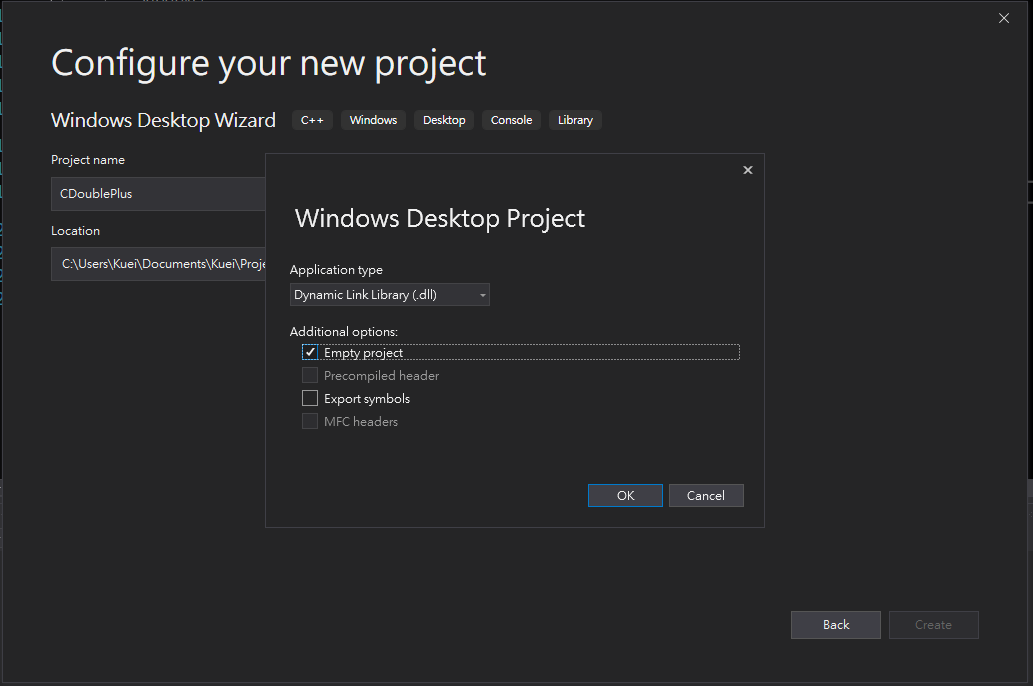 Configure your new project
Windows Desktop Wizard C++ Windows Desktop Console Library
Project name
CDoublePlus
Location
C:\Users\Kuei\Documents\Kuei\Proje
Windows Desktop Project
Application type
Dynamic Link Library (.dll)
Additional options:
Empty project
Precompiled header
Export symbols
MFC headers
OK Cancel
Back Create